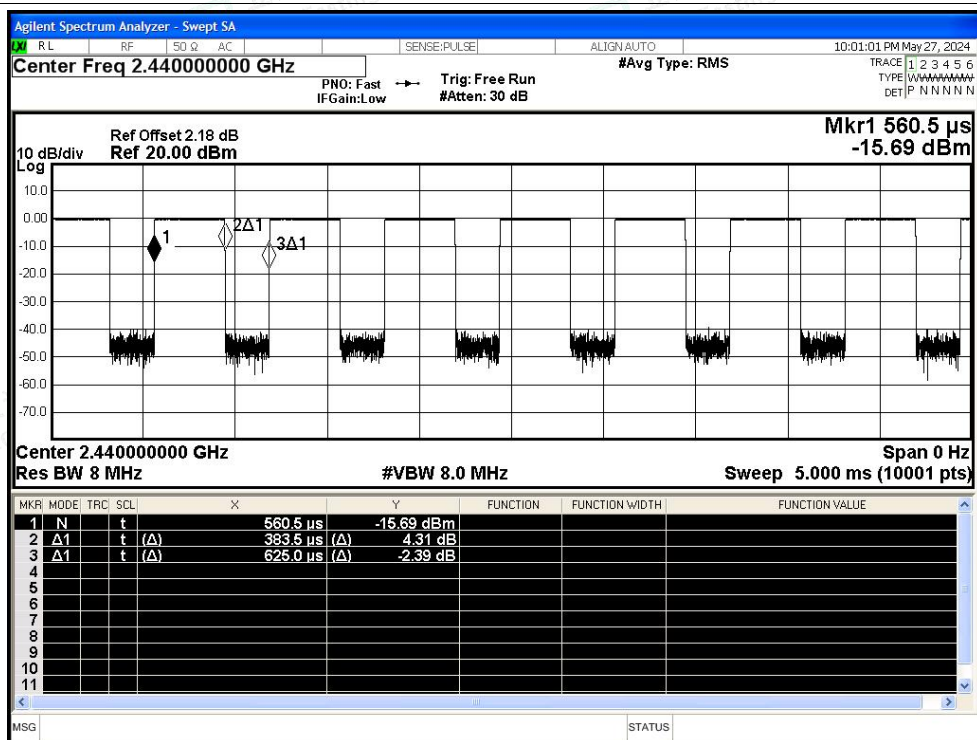 Agilent Spectrum Analyzer - Swept SA
LXI RL RF 50 Ω AC SENSE:PULSE ALIGN AUTO 10:01:01 PM May 27, 2024
Center Freq 2.440000000 GHz #Avg Type: RMS TRACE 1 2 3 4 5 6
PNO: Fast Trig: Free Run TYPE WWWWWW
IFGain:Low #Atten: 30 dB DET P N N N N N
Mkr1 560.5 µs
Ref Offset 2.18 dB
10 dB/div Ref 20.00 dBm -15.69 dBm
Log
10.0
0.00
2Δ1
1
3Δ1
-10.0
-20.0
-30.0
-40.0
-50.0
-60.0
-70.0
Center 2.440000000 GHz Span 0 Hz
Res BW 8 MHz #VBW 8.0 MHz Sweep 5.000 ms (10001 pts)
MKR MODE TRC SCL X Y FUNCTION FUNCTION WIDTH FUNCTION VALUE
1 N t 560.5 µs -15.69 dBm
2 Δ1 t (Δ) 383.5 µs (Δ) 4.31 dB
3 Δ1 t (Δ) 625.0 µs (Δ) -2.39 dB
4
5
6
7
8
9
10
11
MSG STATUS